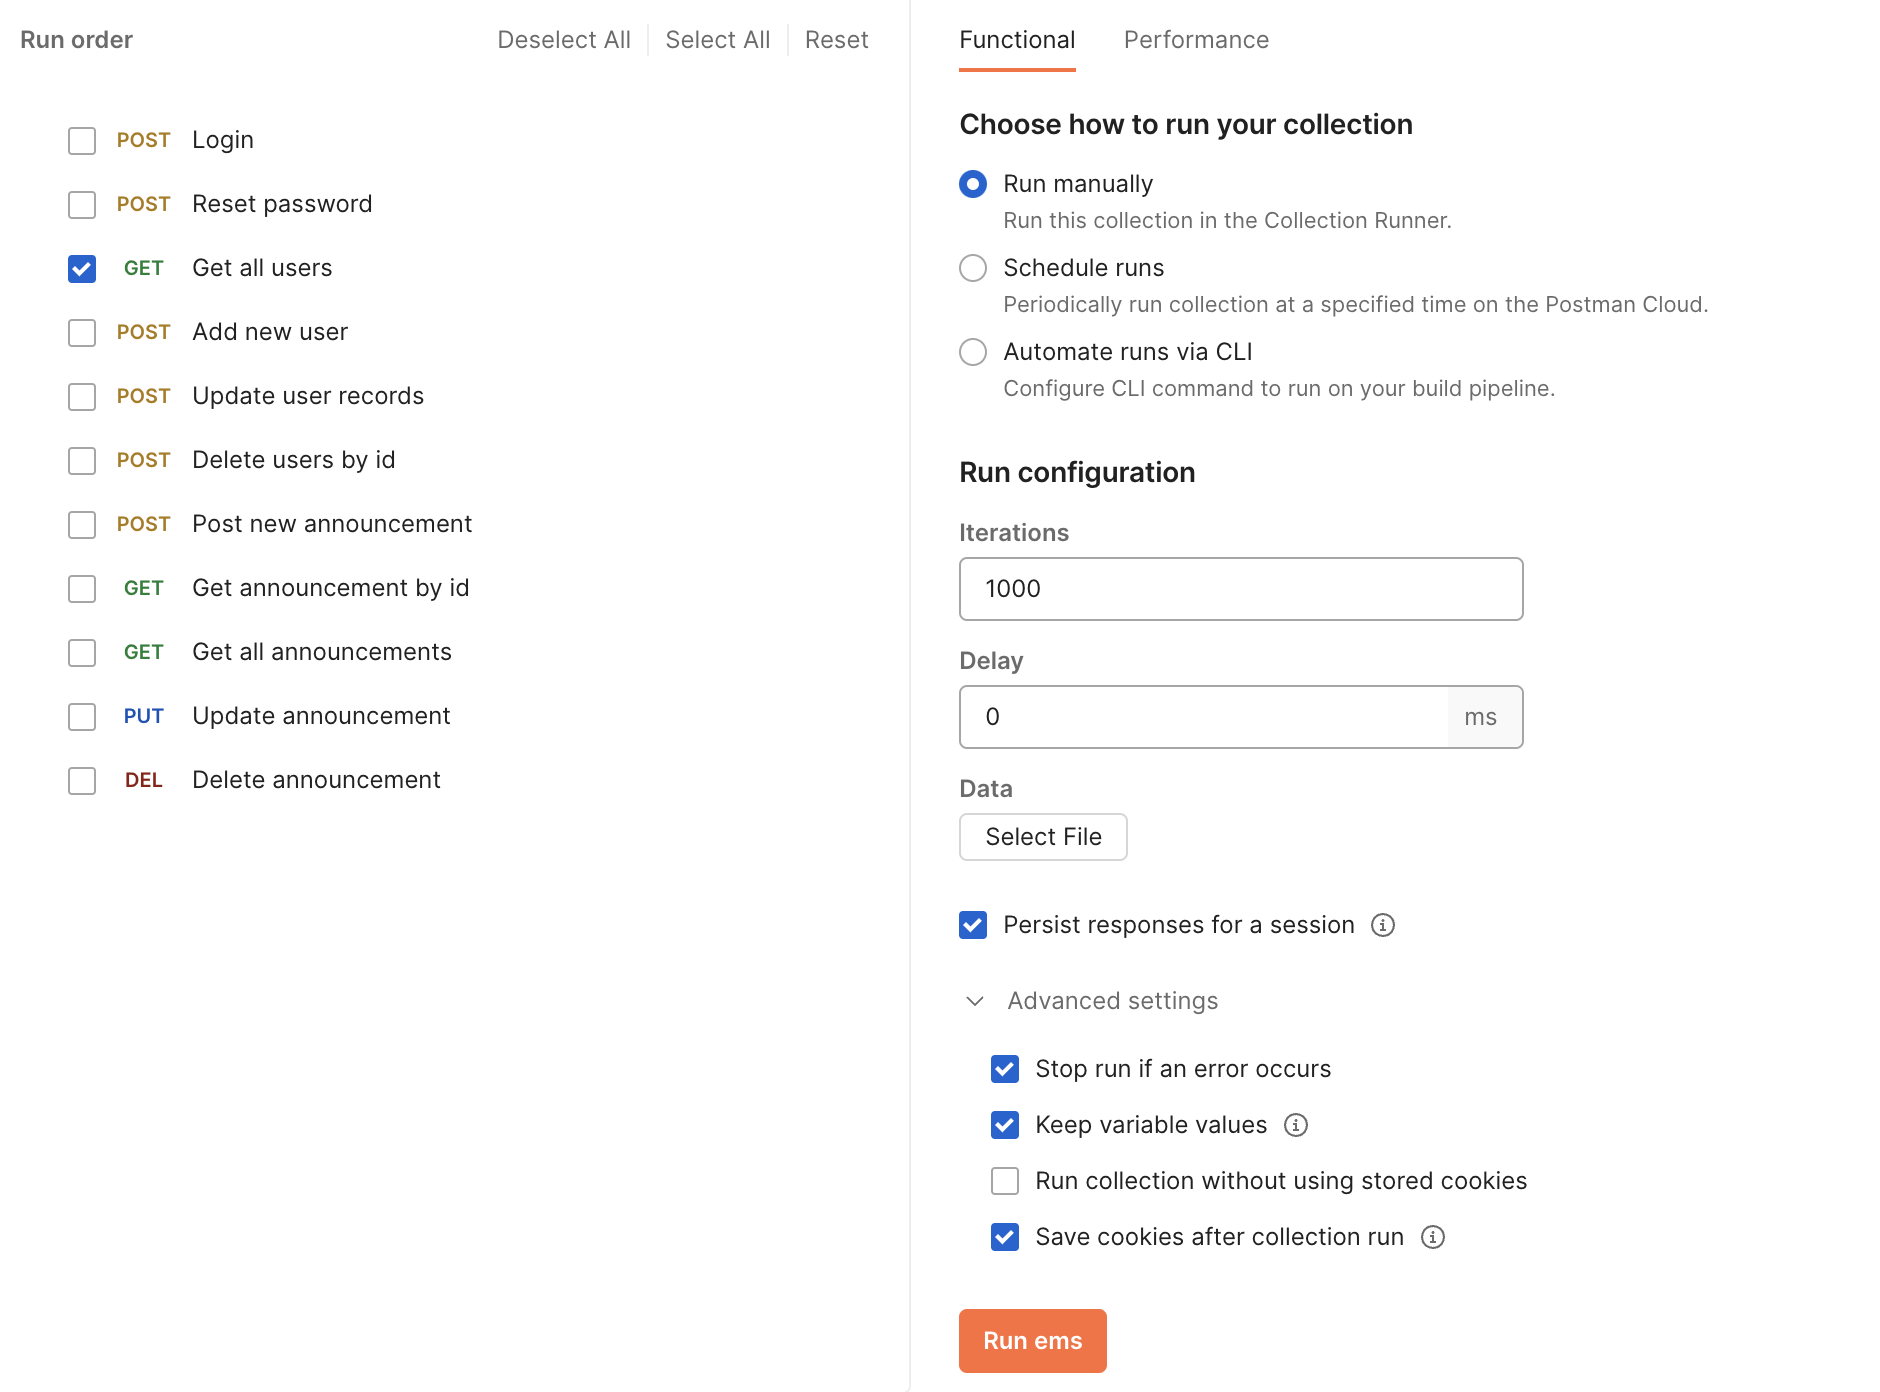 Run order
Deselect All
Select All
Reset
POST Login
POST Reset password
GET Get all users
POST Add new user
POST Update user records
POST Delete users by id
POST Post new announcement
GET Get announcement by id
GET Get all announcements
PUT Update announcement
DEL Delete announcement
Functional
Performance
Choose how to run your collection
Run manually
Run this collection in the Collection Runner.
Schedule runs
Periodically run collection at a specified time on the Postman Cloud.
Automate runs via CLI
Configure CLI command to run on your build pipeline.
Run configuration
Iterations
1000
Delay
0 ms
Data
Select File
Persist responses for a session
Advanced settings
Stop run if an error occurs
Keep variable values
Run collection without using stored cookies
Save cookies after collection run
Run ems